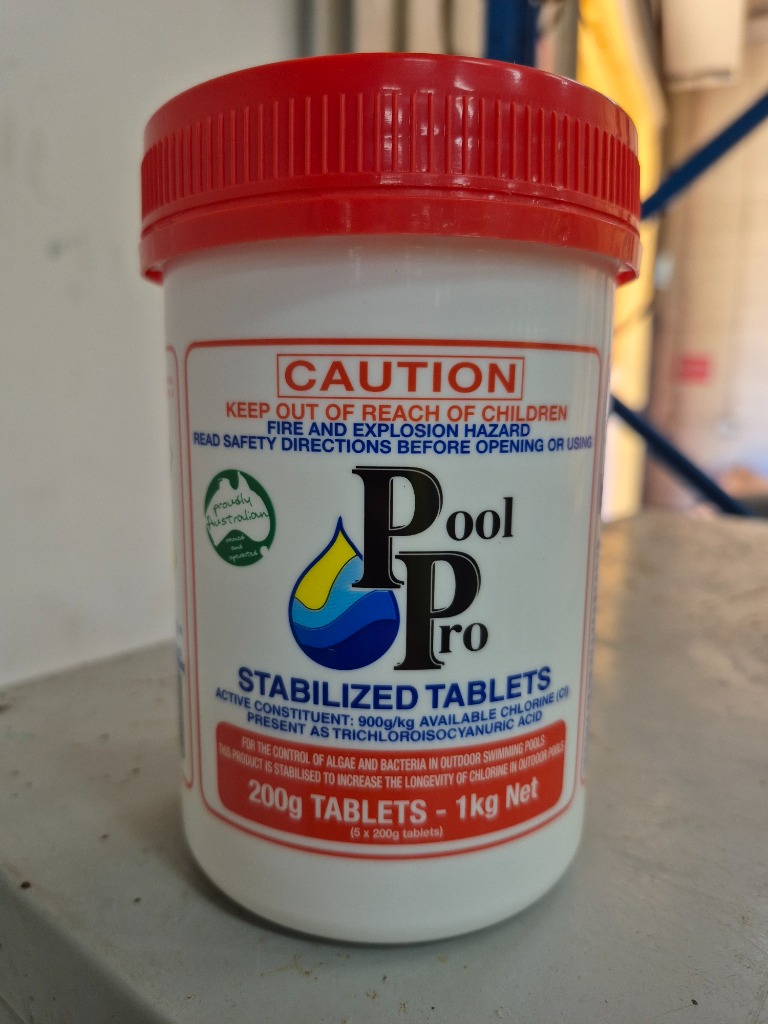 CAUTION
KEEP OUT OF REACH OF CHILDREN
FIRE AND EXPLOSION HAZARD
READ SAFETY DIRECTIONS BEFORE OPENING OR USING
proudly
Australian
owned
and
operated
Pool
Pro
STABILIZED TABLETS
ACTIVE CONSTITUENT: 900g/kg AVAILABLE CHLORINE (Cl)
PRESENT AS TRICHLOROISOCYANURIC ACID
FOR THE CONTROL OF ALGAE AND BACTERIA IN OUTDOOR SWIMMING POOLS
THIS PRODUCT IS STABILISED TO INCREASE THE LONGEVITY OF CHLORINE IN OUTDOOR POOLS
200g TABLETS - 1kg Net
(5 x 200g tablets)